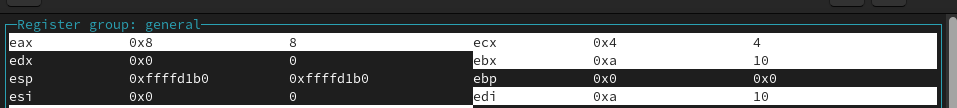 Register group: general
eax 0x8 8 ecx 0x4 4
edx 0x0 0 ebx 0xa 10
esp 0xffffd1b0 0xffffd1b0 ebp 0x0 0x0
esi 0x0 0 edi 0xa 10